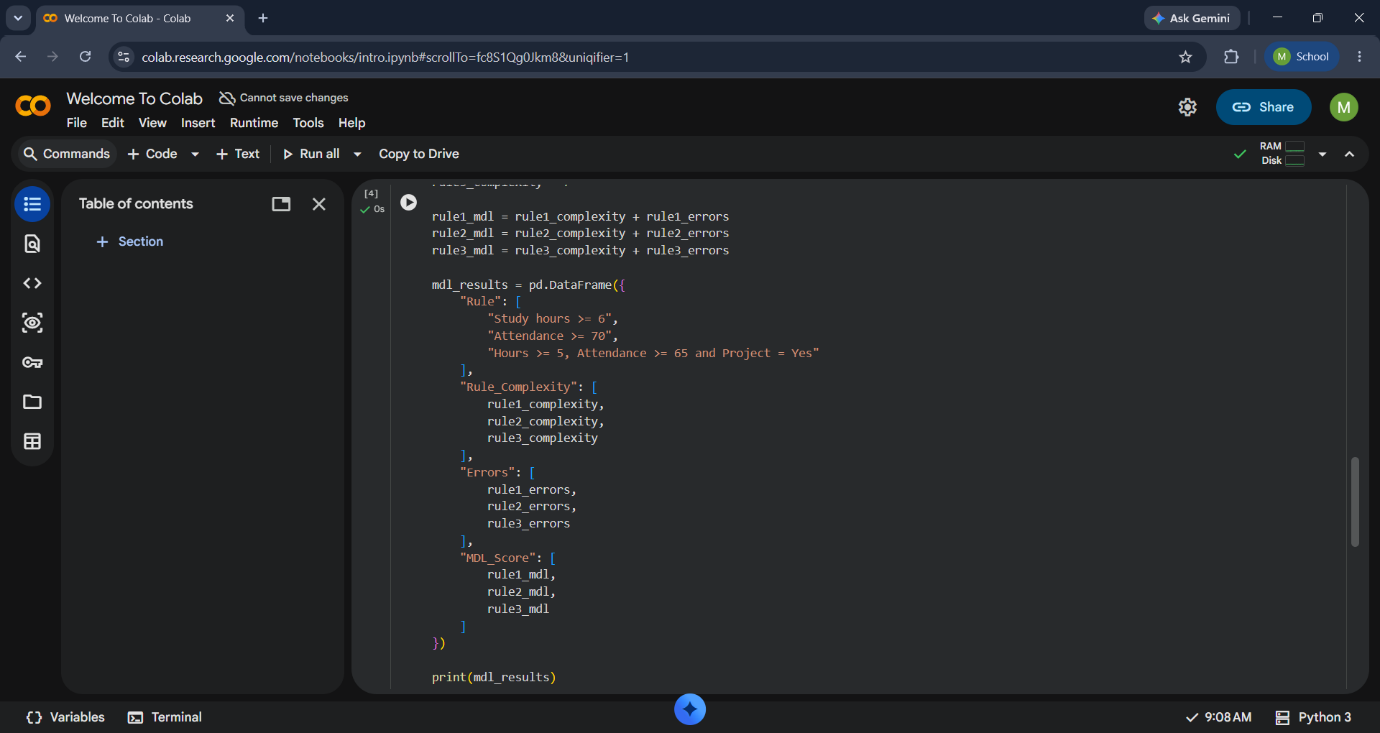 Welcome To Colab - Colab
Ask Gemini
colab.research.google.com/notebooks/intro.ipynb#scrollTo=fc8S1Qg0Jkm8&uniqifier=1
M School
Welcome To Colab
Cannot save changes
File Edit View Insert Runtime Tools Help
Share
M
Commands + Code + Text Run all Copy to Drive
RAM
Disk
Table of contents
+ Section
[4]
0s
rule1_mdl = rule1_complexity + rule1_errors
rule2_mdl = rule2_complexity + rule2_errors
rule3_mdl = rule3_complexity + rule3_errors
mdl_results = pd.DataFrame({
"Rule": [
"Study hours >= 6",
"Attendance >= 70",
"Hours >= 5, Attendance >= 65 and Project = Yes"
],
"Rule_Complexity": [
rule1_complexity,
rule2_complexity,
rule3_complexity
],
"Errors": [
rule1_errors,
rule2_errors,
rule3_errors
],
"MDL_Score": [
rule1_mdl,
rule2_mdl,
rule3_mdl
]
})
print(mdl_results)
{} Variables
Terminal
9:08 AM
Python 3